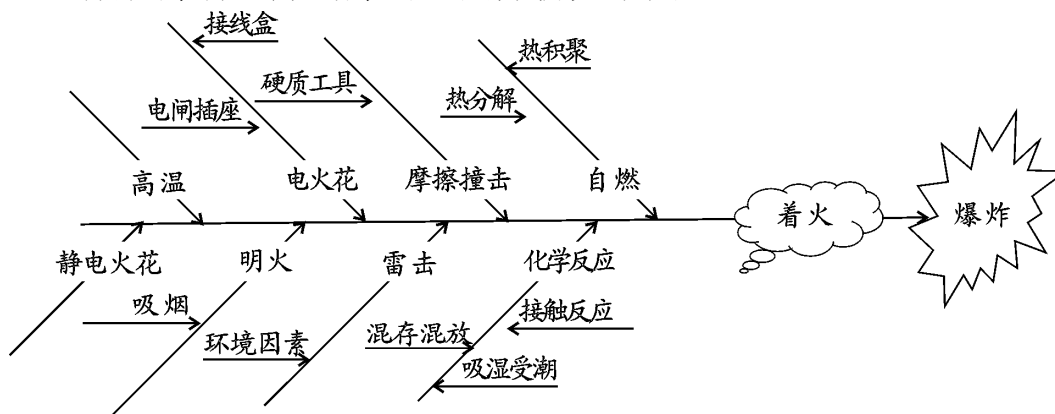 接线盒
热积聚
硬质工具
热分解
电闸插座
高温
电火花
摩擦撞击
自燃
着火
爆炸
静电火花
明火
雷击
化学反应
吸烟
接触反应
混存混放
环境因素
吸湿受潮